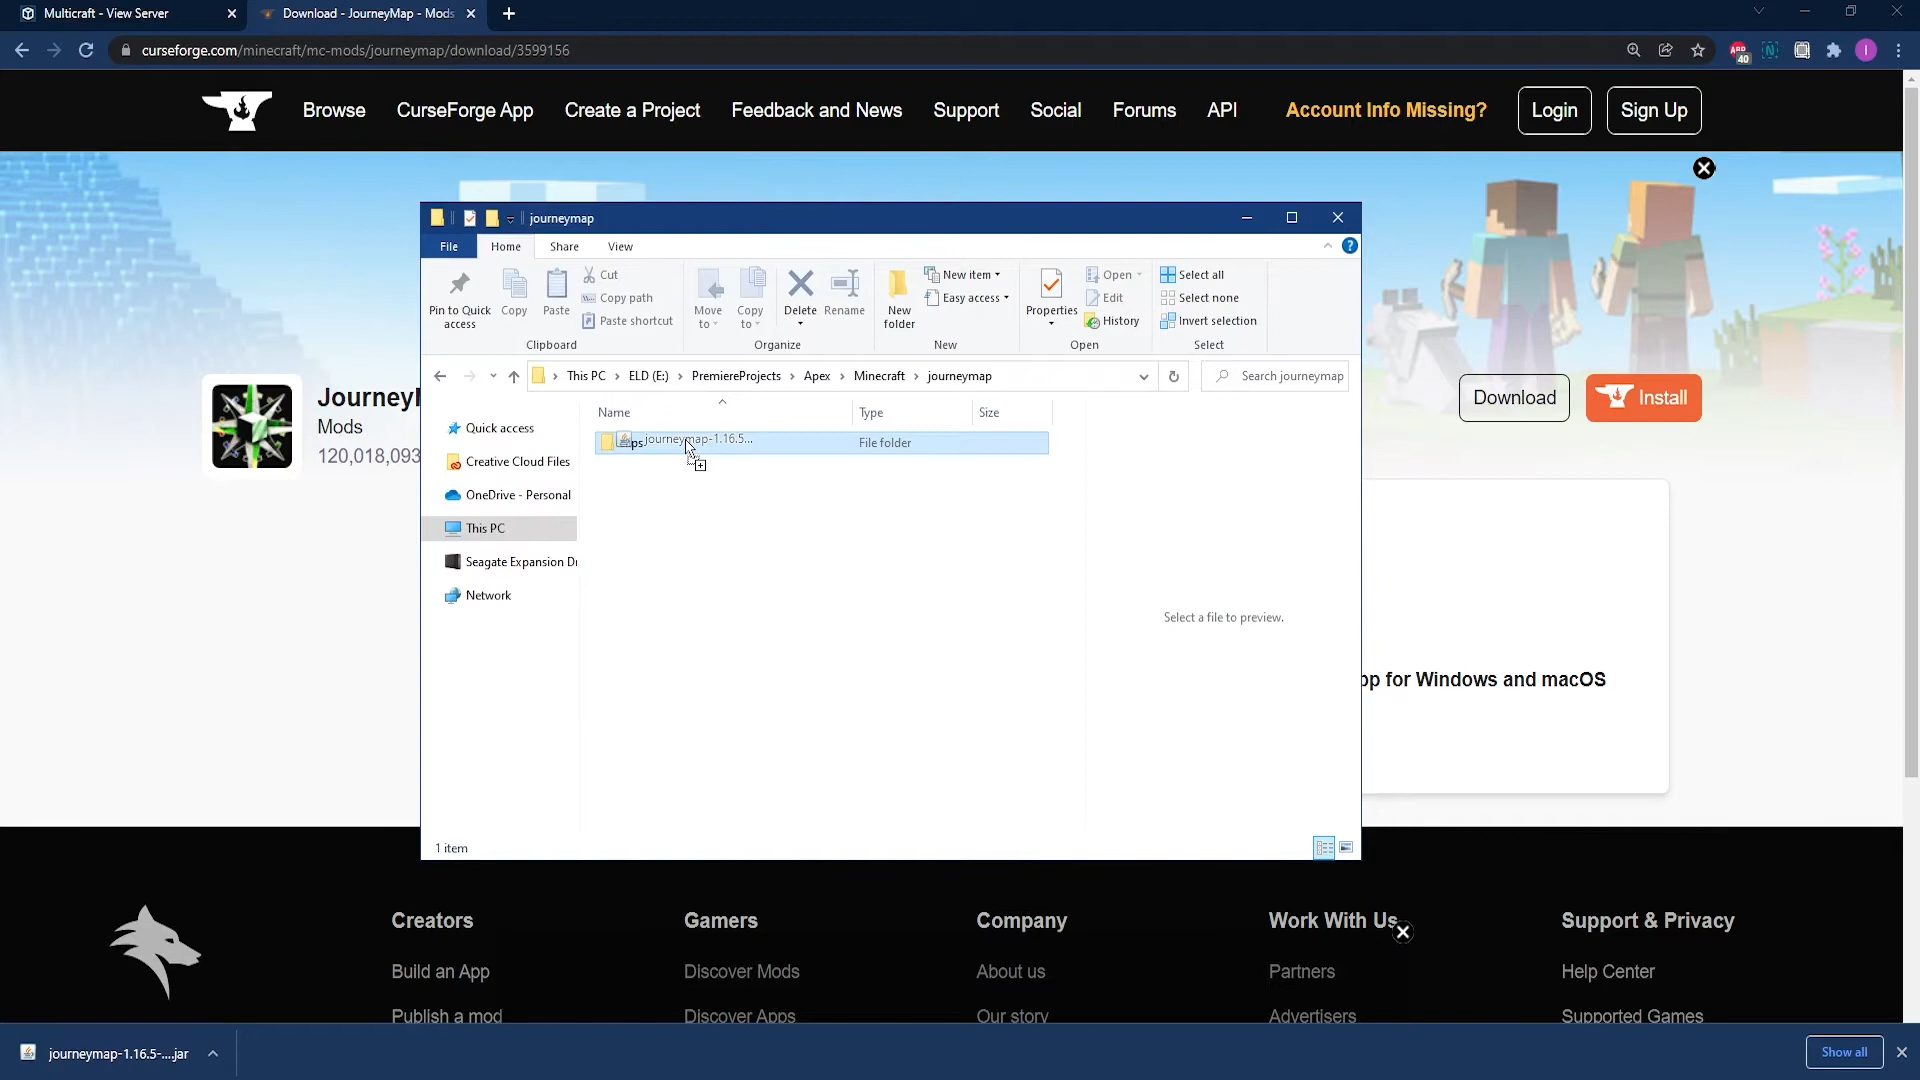 Multicraft - View Server
Download - JourneyMap - Mods
curseforge.com/minecraft/mc-mods/journeymap/download/3599156
ABP
40
N
I
Browse
CurseForge App
Create a Project
Feedback and News
Support
Social
Forums
API
Account Info Missing?
Login
Sign Up
journeymap
File
Home
Share
View
Pin to Quick
access
Copy
Paste
Cut
Copy path
Paste shortcut
Clipboard
Move
to
Copy
to
Delete
Rename
Organize
New
folder
New item
Easy access
New
Properties
Open
Edit
History
Open
Select all
Select none
Invert selection
Select
This PC
ELD (E:)
PremiereProjects
Apex
Minecraft
journeymap
Search journeymap
Name
Type
Size
Quick access
Creative Cloud Files
OneDrive - Personal
This PC
Seagate Expansion Dr
Network
journeymap-1.16.5...
ps
File folder
Select a file to preview.
1 item
JourneyM
Mods
120,018,093
Download
Install
pp for Windows and macOS
Creators
Gamers
Company
Work With Us
Support & Privacy
Build an App
Discover Mods
About us
Partners
Help Center
Publish a mod
Discover Apps
Our story
Advertisers
Supported Games
journeymap-1.16.5-....jar
Show all